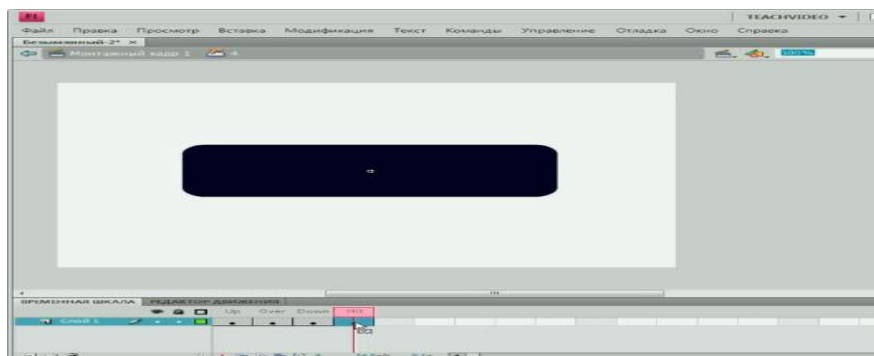 FL TEACHVIDEO
Файл Правка Просмотр Вставка Модификация Текст Команды Управление Отладка Окно Справка
Безымянный-2*
Монтажный кадр 1 4
ВРЕМЕННАЯ ШКАЛА РЕДАКТОР ДВИЖЕНИЯ
Up Over Down Hit
Слой 1